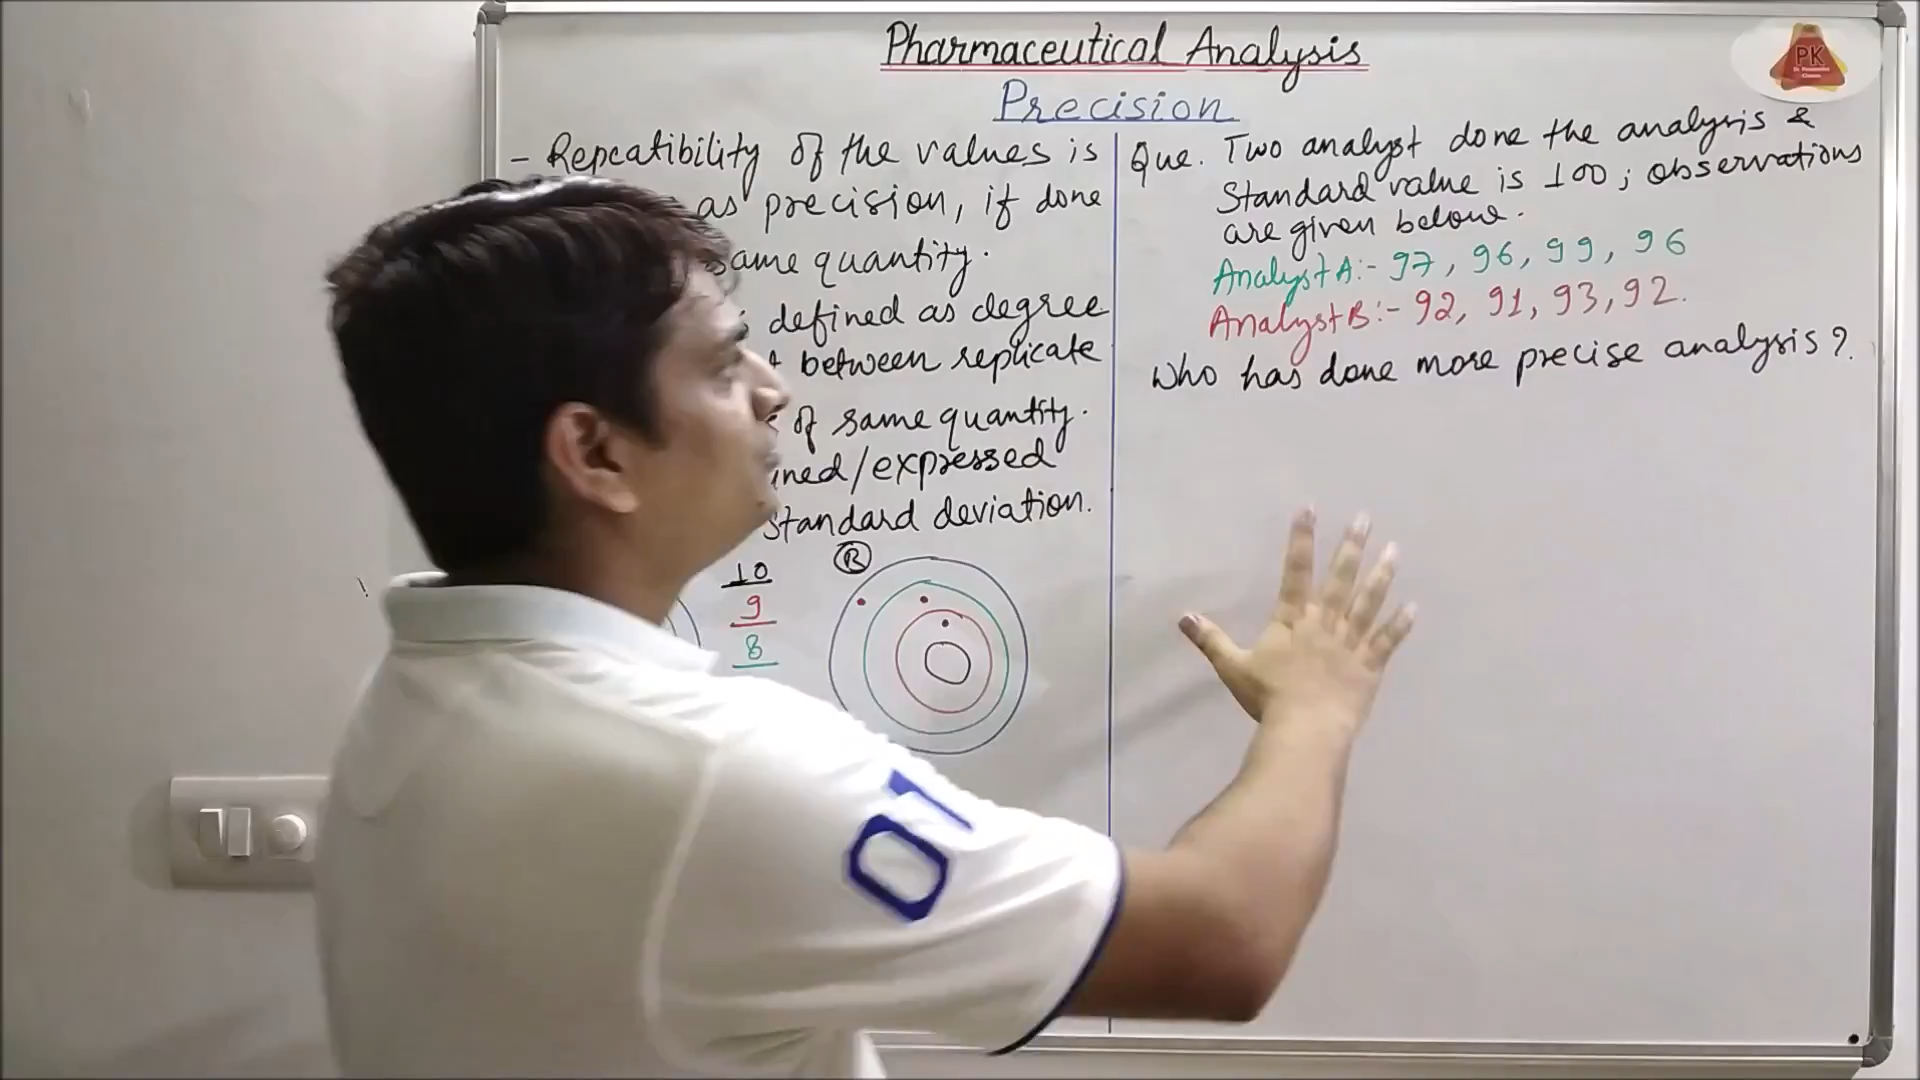 Pharmaceutical Analysis
Precision
PK
- Repeatibility of the values is
as precision, if done
same quantity.
defined as degree
between replicate
of same quantity.
/expressed
standard deviation.
10
9
8
R
Que. Two analyst done the analysis &
Standard value is 100; observations
are given below.
Analyst A:- 97, 96, 99, 96
Analyst B:- 92, 91, 93, 92.
Who has done more precise analysis?
01